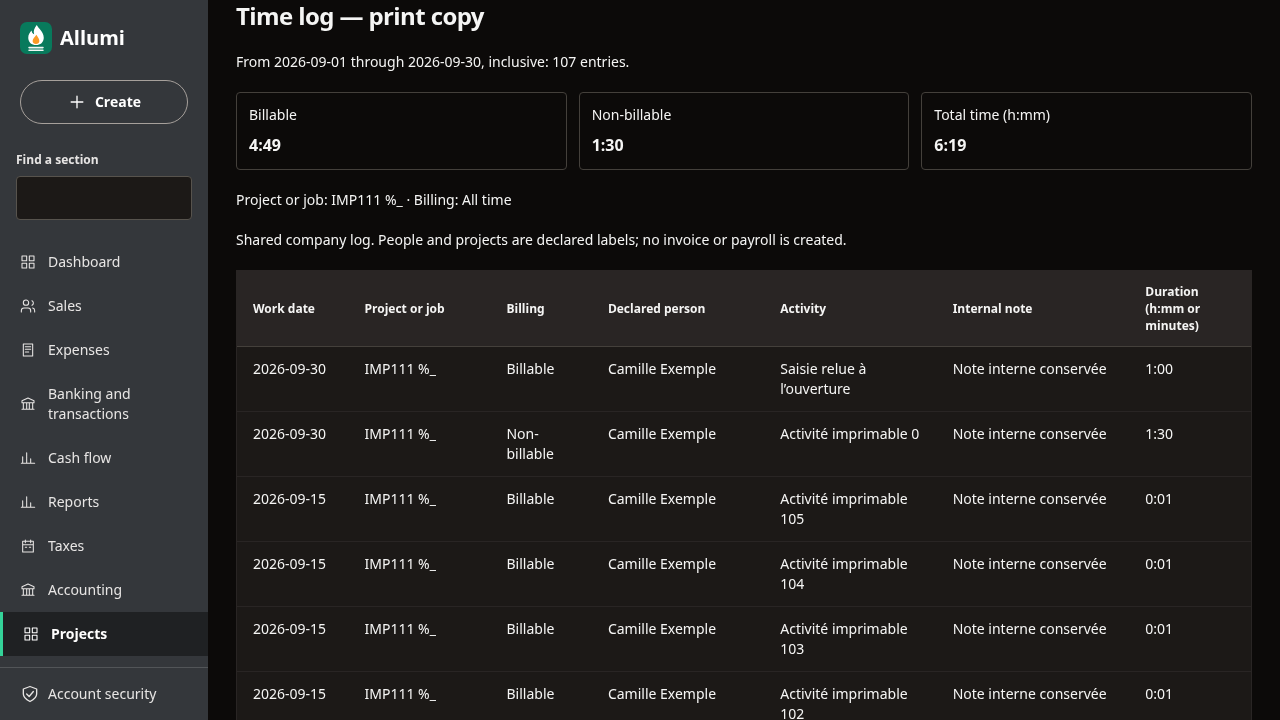 Allumi
Create
Find a section
Dashboard
Sales
Expenses
Banking and
transactions
Cash flow
Reports
Taxes
Accounting
Projects
Account security
Time log — print copy
From 2026-09-01 through 2026-09-30, inclusive: 107 entries.
Billable
4:49
Non-billable
1:30
Total time (h:mm)
6:19
Project or job: IMP111 %_ · Billing: All time
Shared company log. People and projects are declared labels; no invoice or payroll is created.
Work date Project or job Billing Declared person Activity Internal note Duration (h:mm or minutes)
2026-09-30 IMP111 %_ Billable Camille Exemple Saisie relue à l'ouverture Note interne conservée 1:00
2026-09-30 IMP111 %_ Non-billable Camille Exemple Activité imprimable 0 Note interne conservée 1:30
2026-09-15 IMP111 %_ Billable Camille Exemple Activité imprimable 105 Note interne conservée 0:01
2026-09-15 IMP111 %_ Billable Camille Exemple Activité imprimable 104 Note interne conservée 0:01
2026-09-15 IMP111 %_ Billable Camille Exemple Activité imprimable 103 Note interne conservée 0:01
2026-09-15 IMP111 %_ Billable Camille Exemple Activité imprimable 102 Note interne conservée 0:01